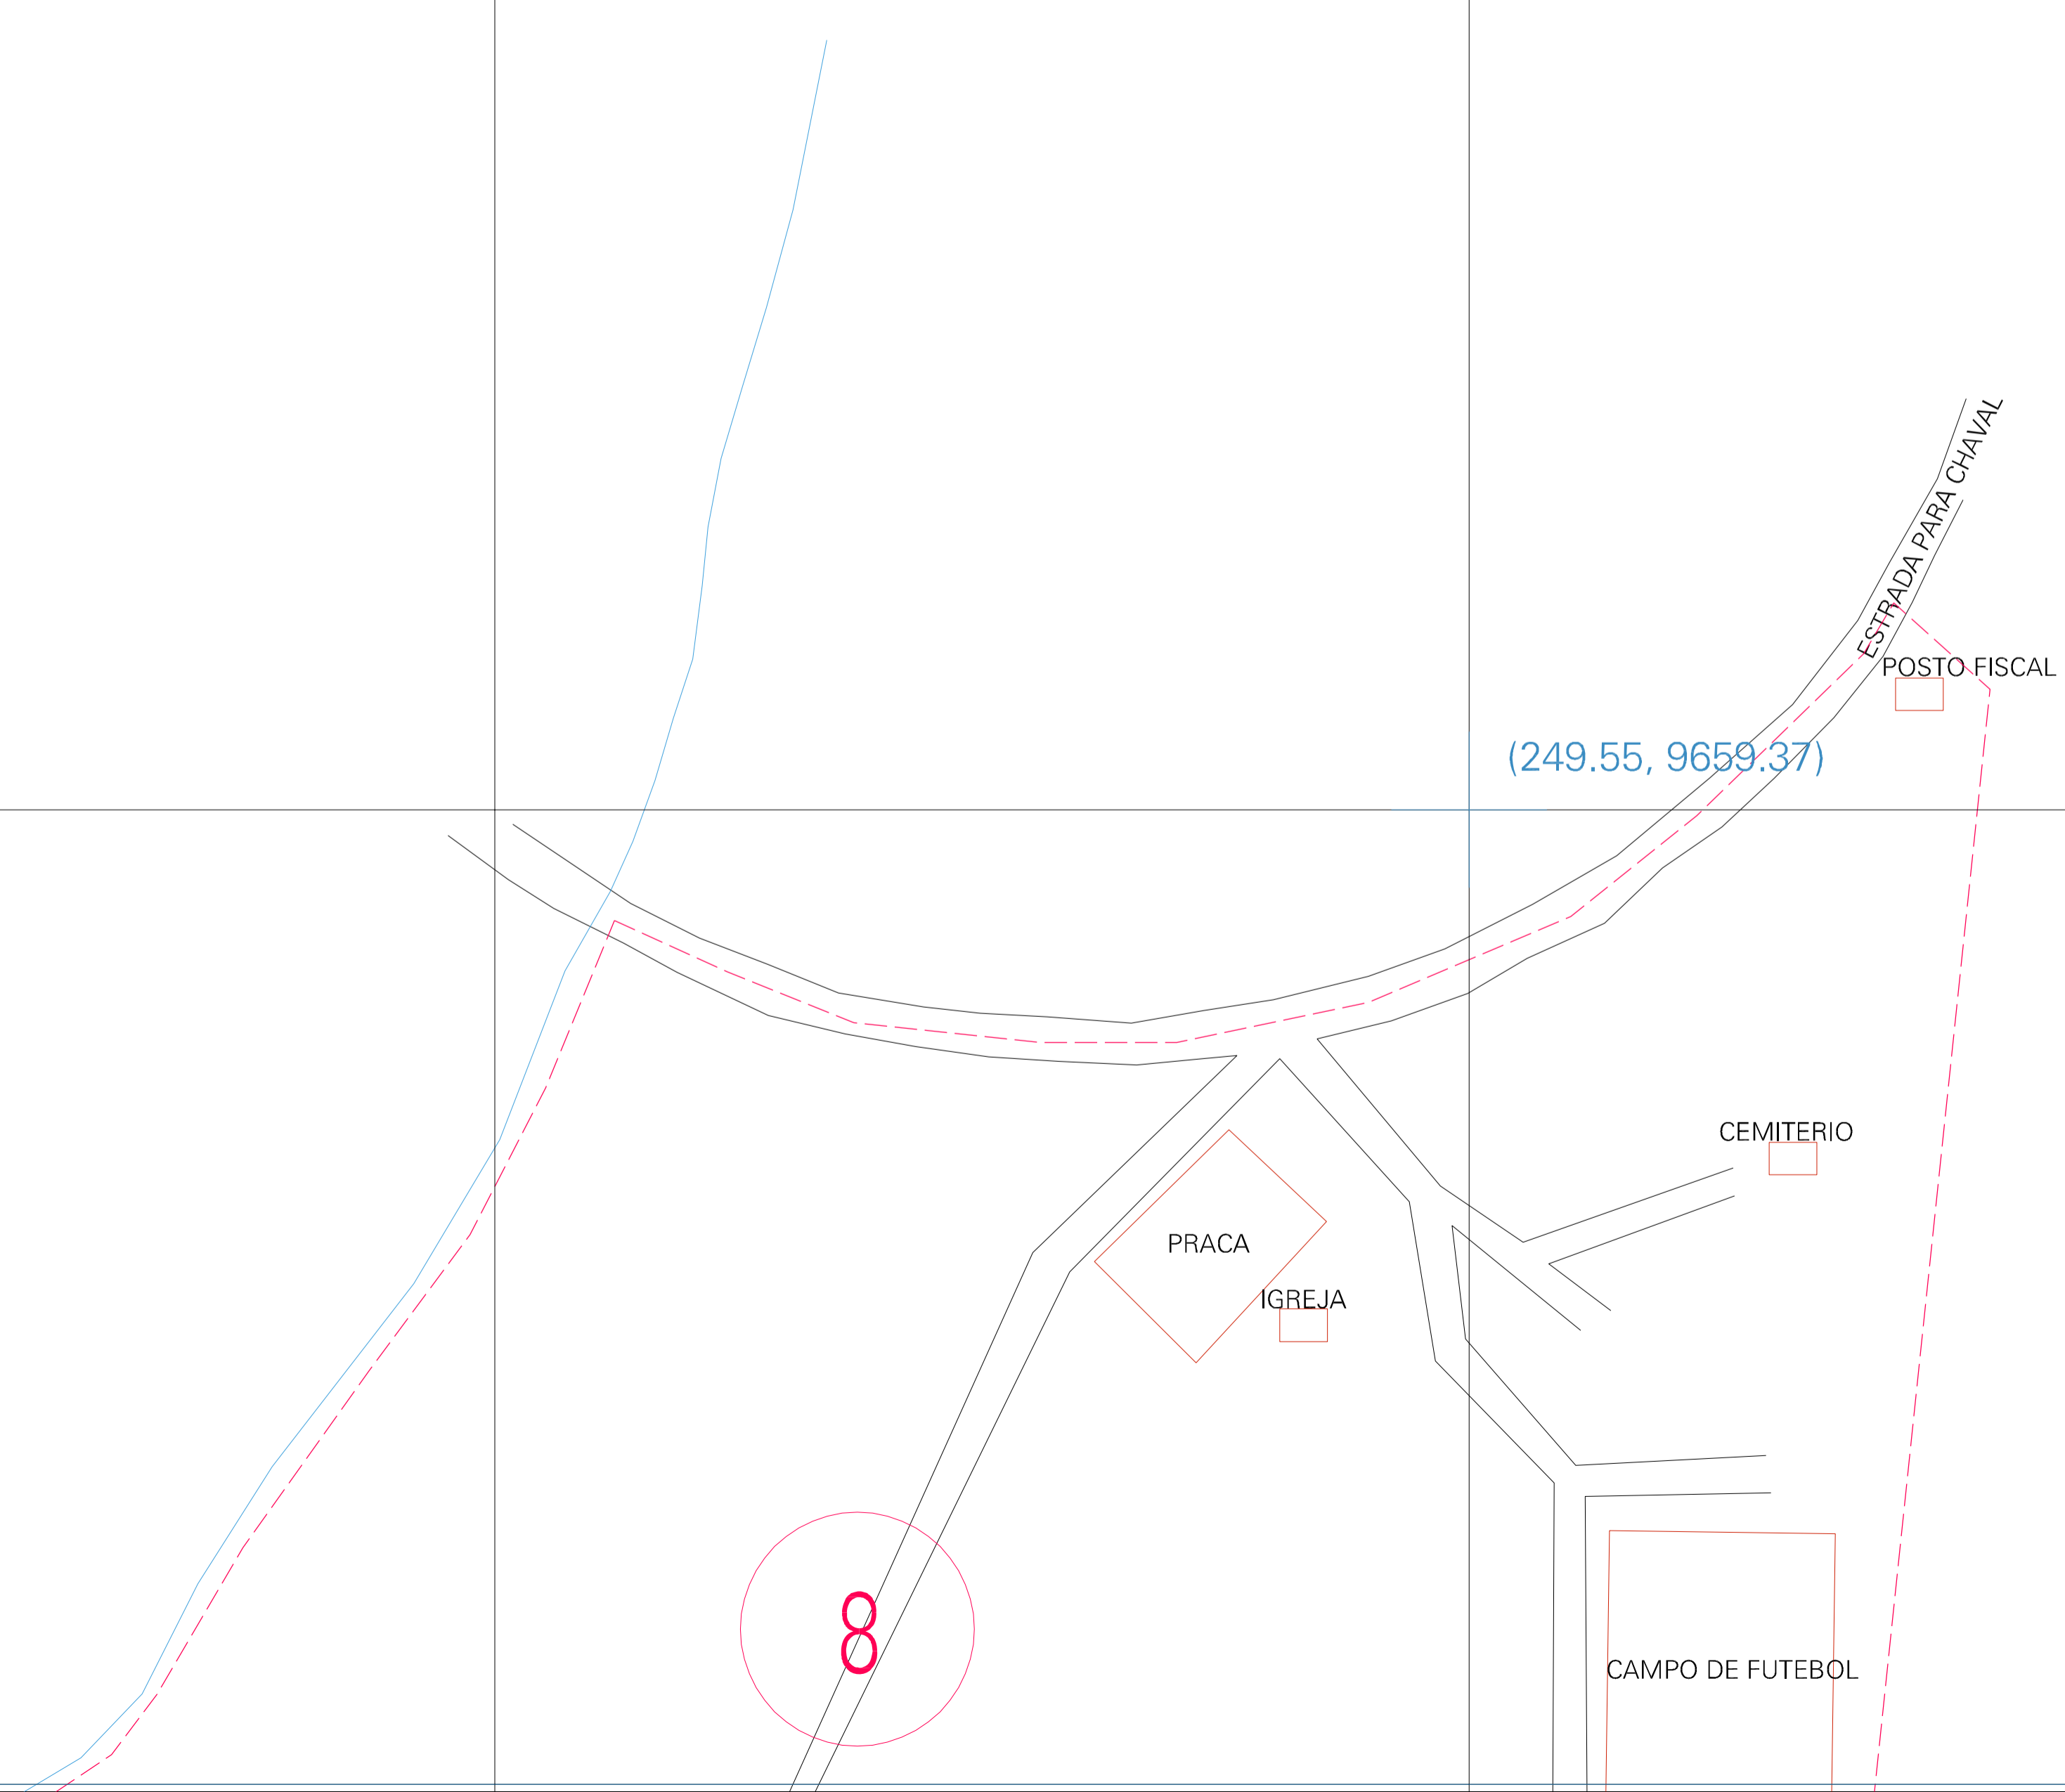 ESTRADA PARA CHAVAL
POSTO FISCAL
(249.55, 9659.37)
CEMITERIO
PRACA
IGREJA
8
CAMPO DE FUTEBOL